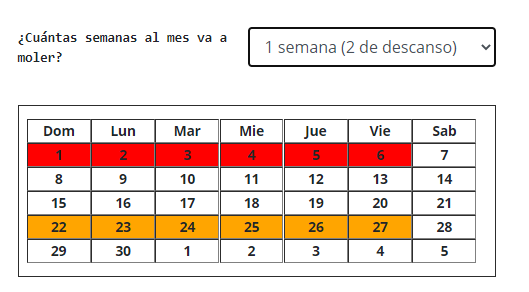 ¿Cuántas semanas al mes va a
moler?
1 semana (2 de descanso)
Dom Lun Mar Mie Jue Vie Sab
1 2 3 4 5 6 7
8 9 10 11 12 13 14
15 16 17 18 19 20 21
22 23 24 25 26 27 28
29 30 1 2 3 4 5